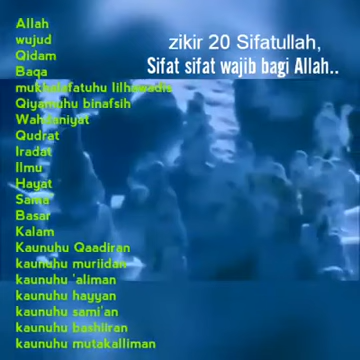 zikir 20 Sifatullah,
Sifat sifat wajib bagi Allah..
Allah
wujud
Qidam
Baqa
mukhalafatuhu lilhawadis
Qiyamuhu binafsih
Wahdaniyat
Qudrat
Iradat
Ilmu
Hayat
Sama'
Basar
Kalam
Kaunuhu Qaadiran
kaunuhu muriidan
kaunuhu 'aliman
kaunuhu hayyan
kaunuhu sami'an
kaunuhu bashiiran
kaunuhu mutakalliman